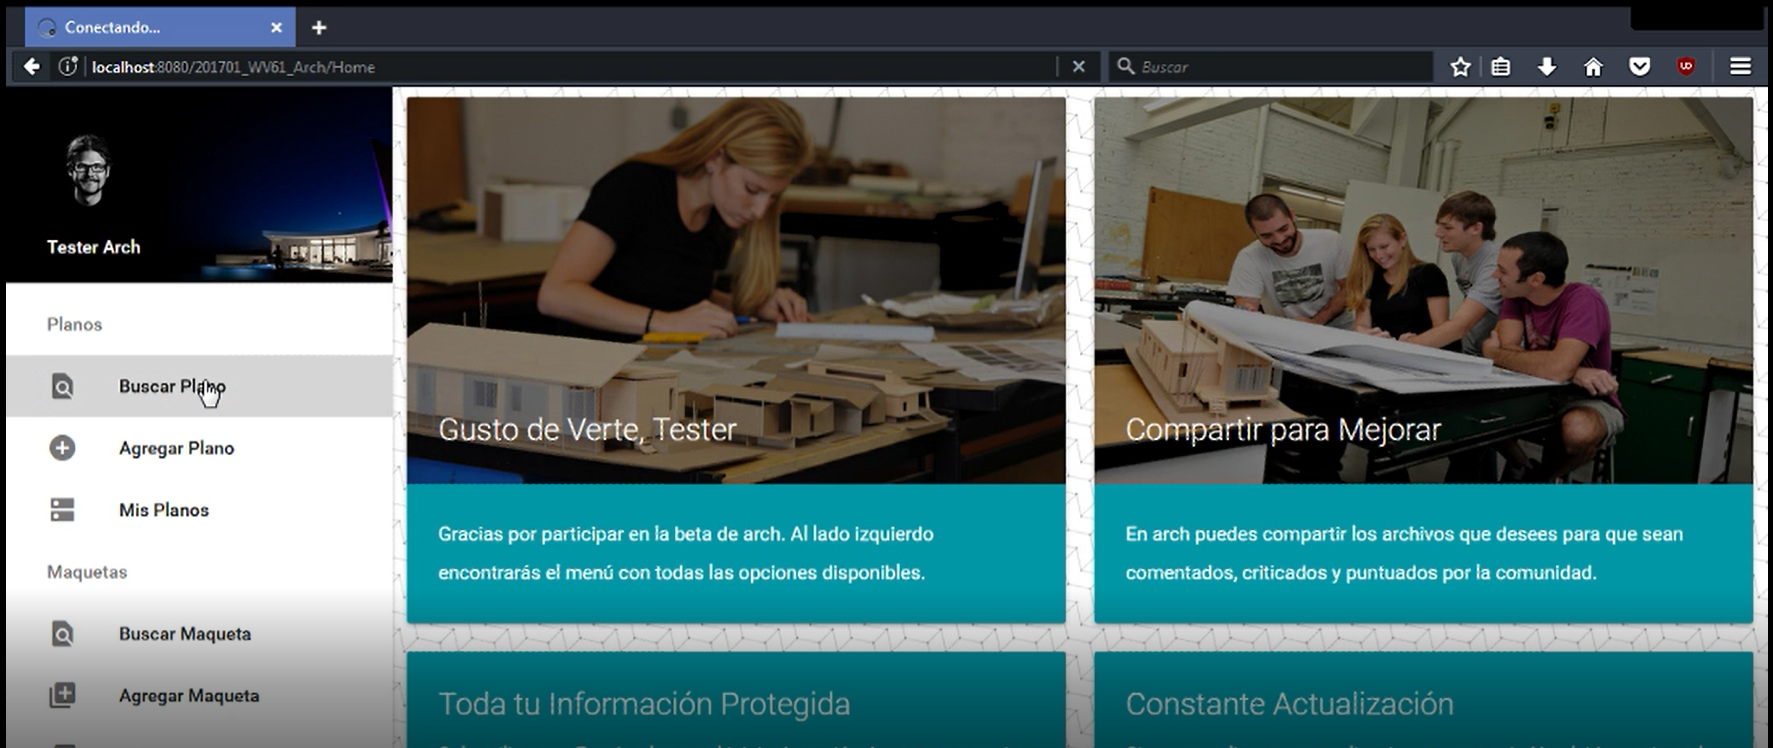 Conectando...
localhost:8080/201701_WV61_Arch/Home
Buscar
Tester Arch
Planos
Buscar Plano
Agregar Plano
Mis Planos
Maquetas
Buscar Maqueta
Agregar Maqueta
Gusto de Verte, Tester
Gracias por participar en la beta de arch. Al lado izquierdo
encontrarás el menú con todas las opciones disponibles.
Compartir para Mejorar
En arch puedes compartir los archivos que desees para que sean
comentados, criticados y puntuados por la comunidad.
Toda tu Información Protegida
Constante Actualización